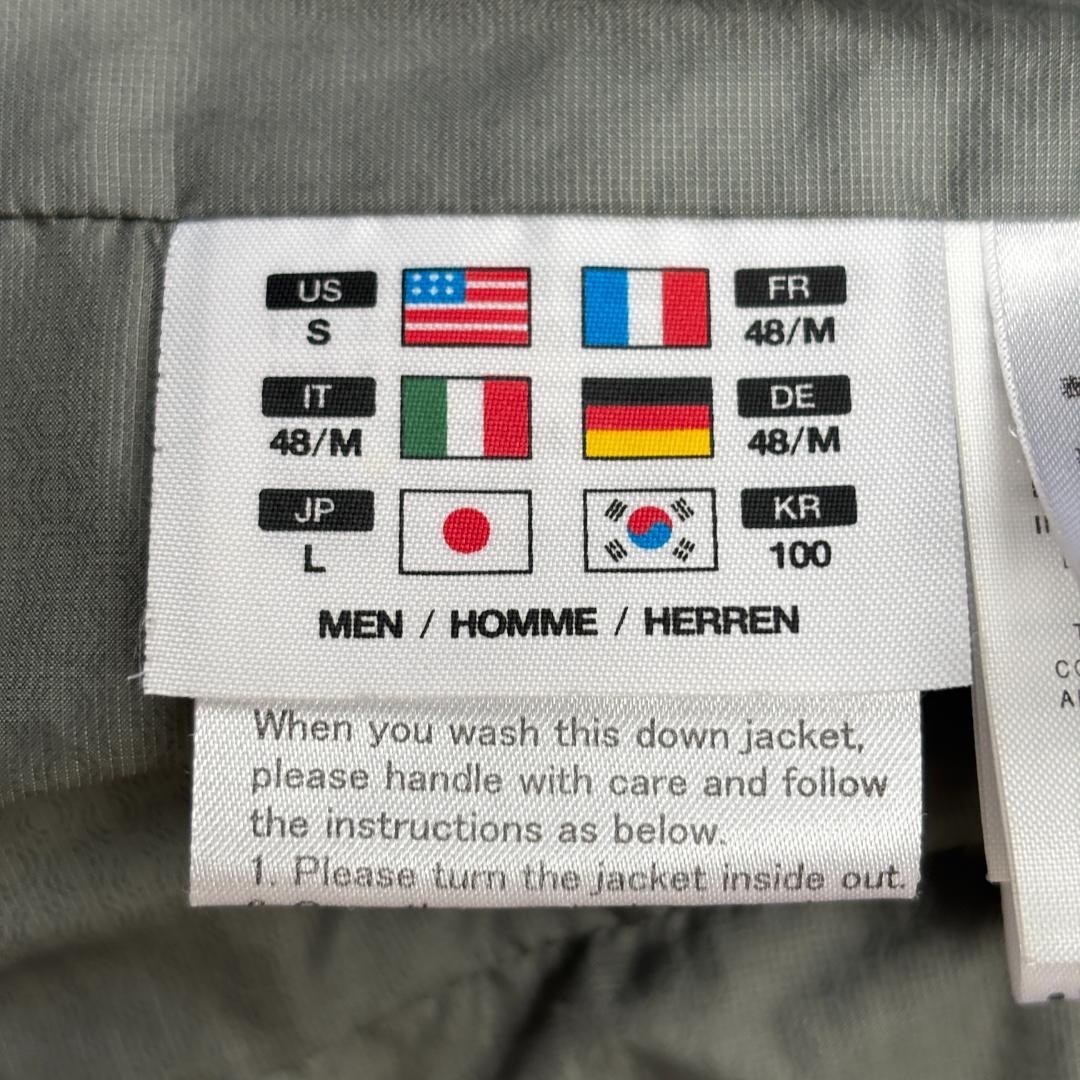 US FR
S 48/M
IT DE
48/M 48/M
JP KR
L 100
MEN / HOMME / HERREN
When you wash this down jacket,
please handle with care and follow
the instructions as below.
1. Please turn the jacket inside out.